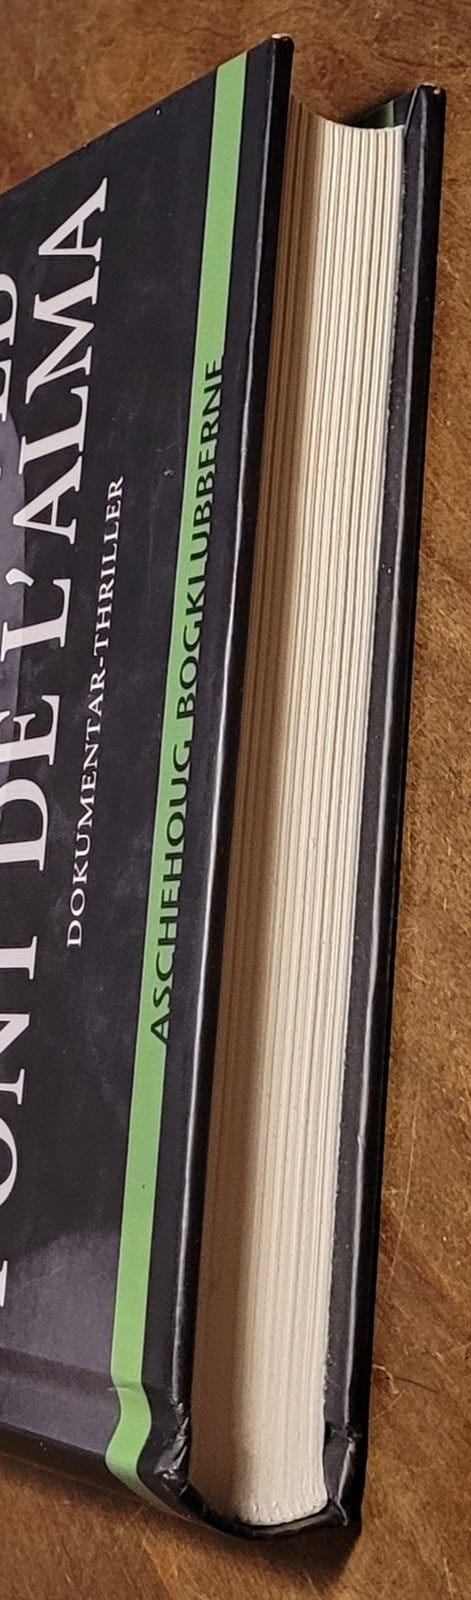 PONT DE L'ALMA
DOKUMENTAR-THRILLER
ASCHEHOUG BOGKLUBBERNE